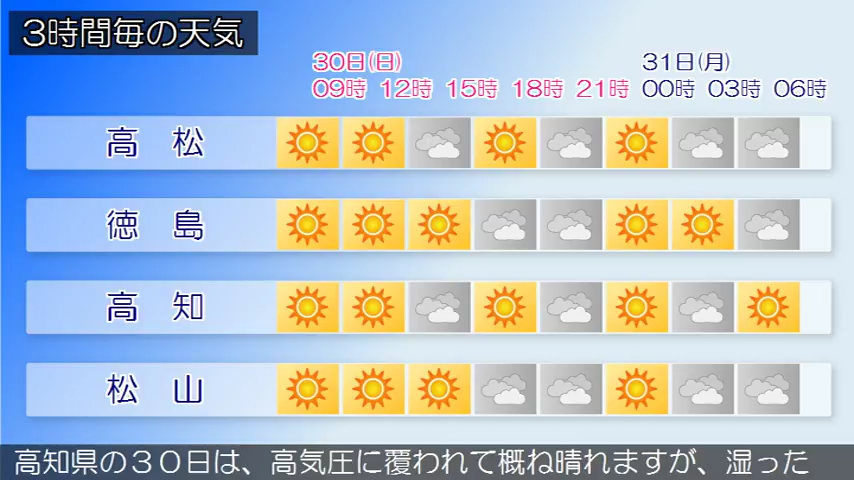 3時間毎の天気
30日(日) 31日(月)
09時 12時 15時 18時 21時 00時 03時 06時
高松
徳島
高知
松山
高知県の３０日は、高気圧に覆われて概ね晴れますが、湿った